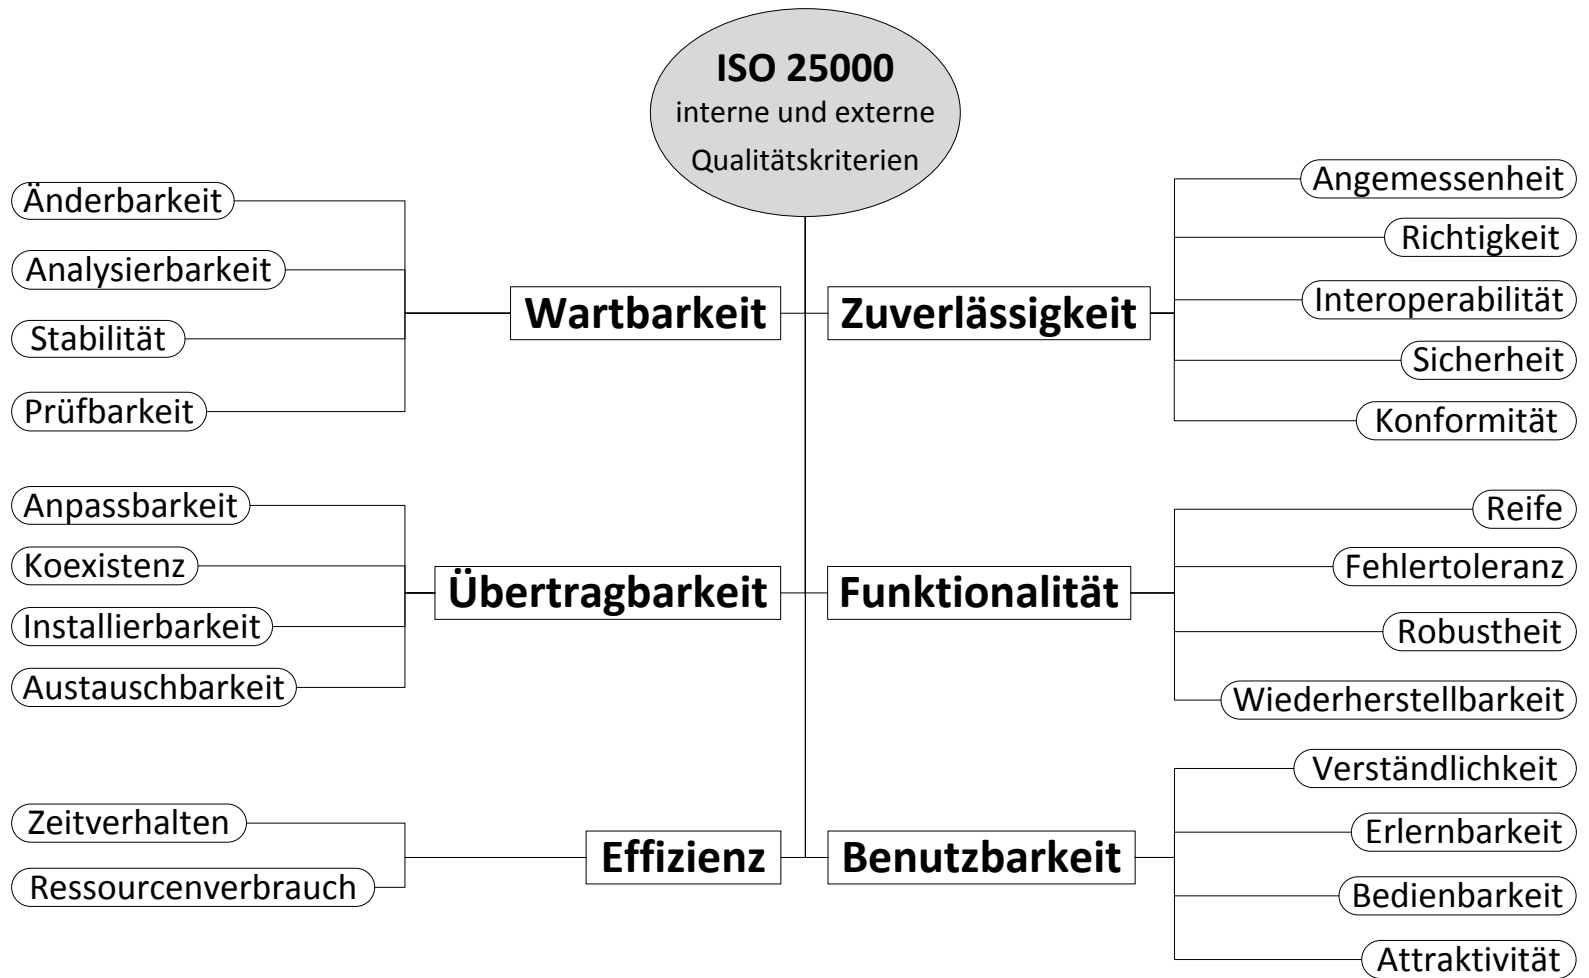 ISO 25000
interne und externe
Qualitätskriterien
Änderbarkeit
Analysierbarkeit
Stabilität
Prüfbarkeit
Wartbarkeit
Zuverlässigkeit
Angemessenheit
Richtigkeit
Interoperabilität
Sicherheit
Konformität
Anpassbarkeit
Koexistenz
Installierbarkeit
Austauschbarkeit
Übertragbarkeit
Funktionalität
Reife
Fehlertoleranz
Robustheit
Wiederherstellbarkeit
Zeitverhalten
Ressourcenverbrauch
Effizienz
Benutzbarkeit
Verständlichkeit
Erlernbarkeit
Bedienbarkeit
Attraktivität